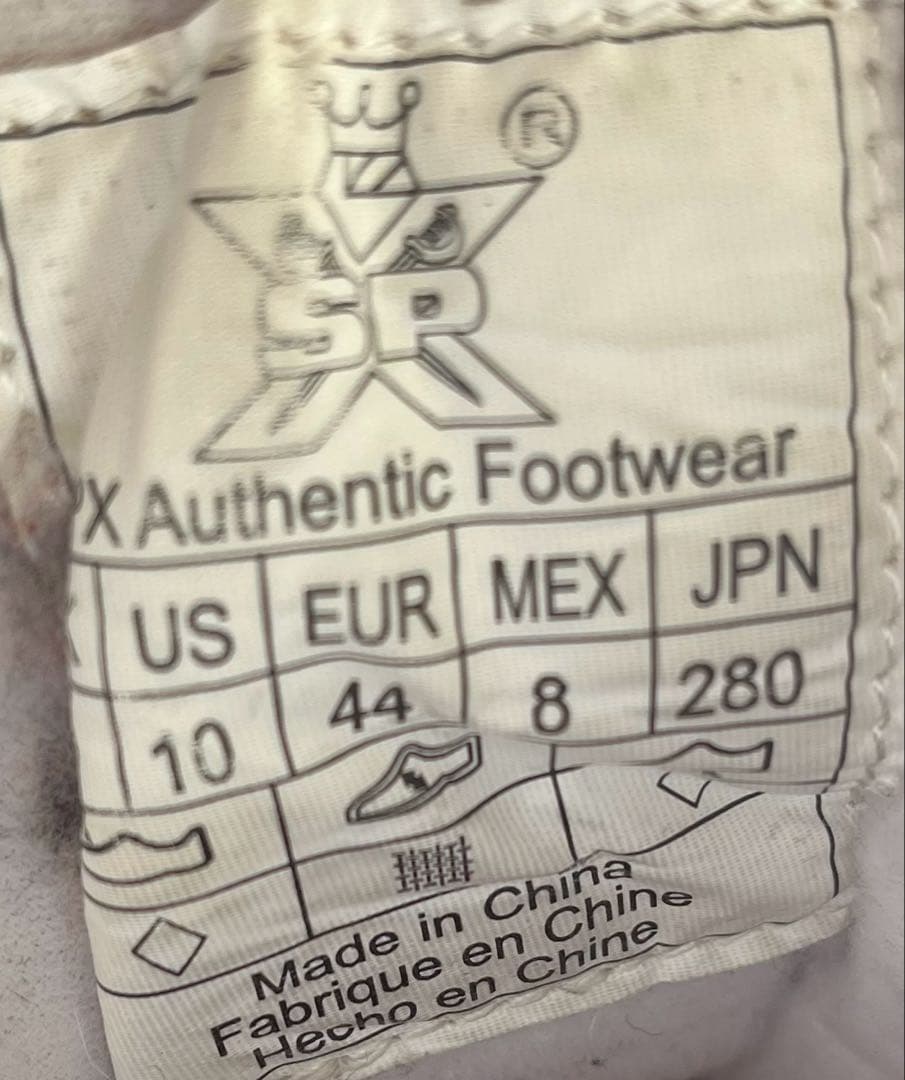 ®
SP
X Authentic Footwear
US EUR MEX JPN
10 44 8 280
Made in China
Fabrique en Chine
Hecho en Chine